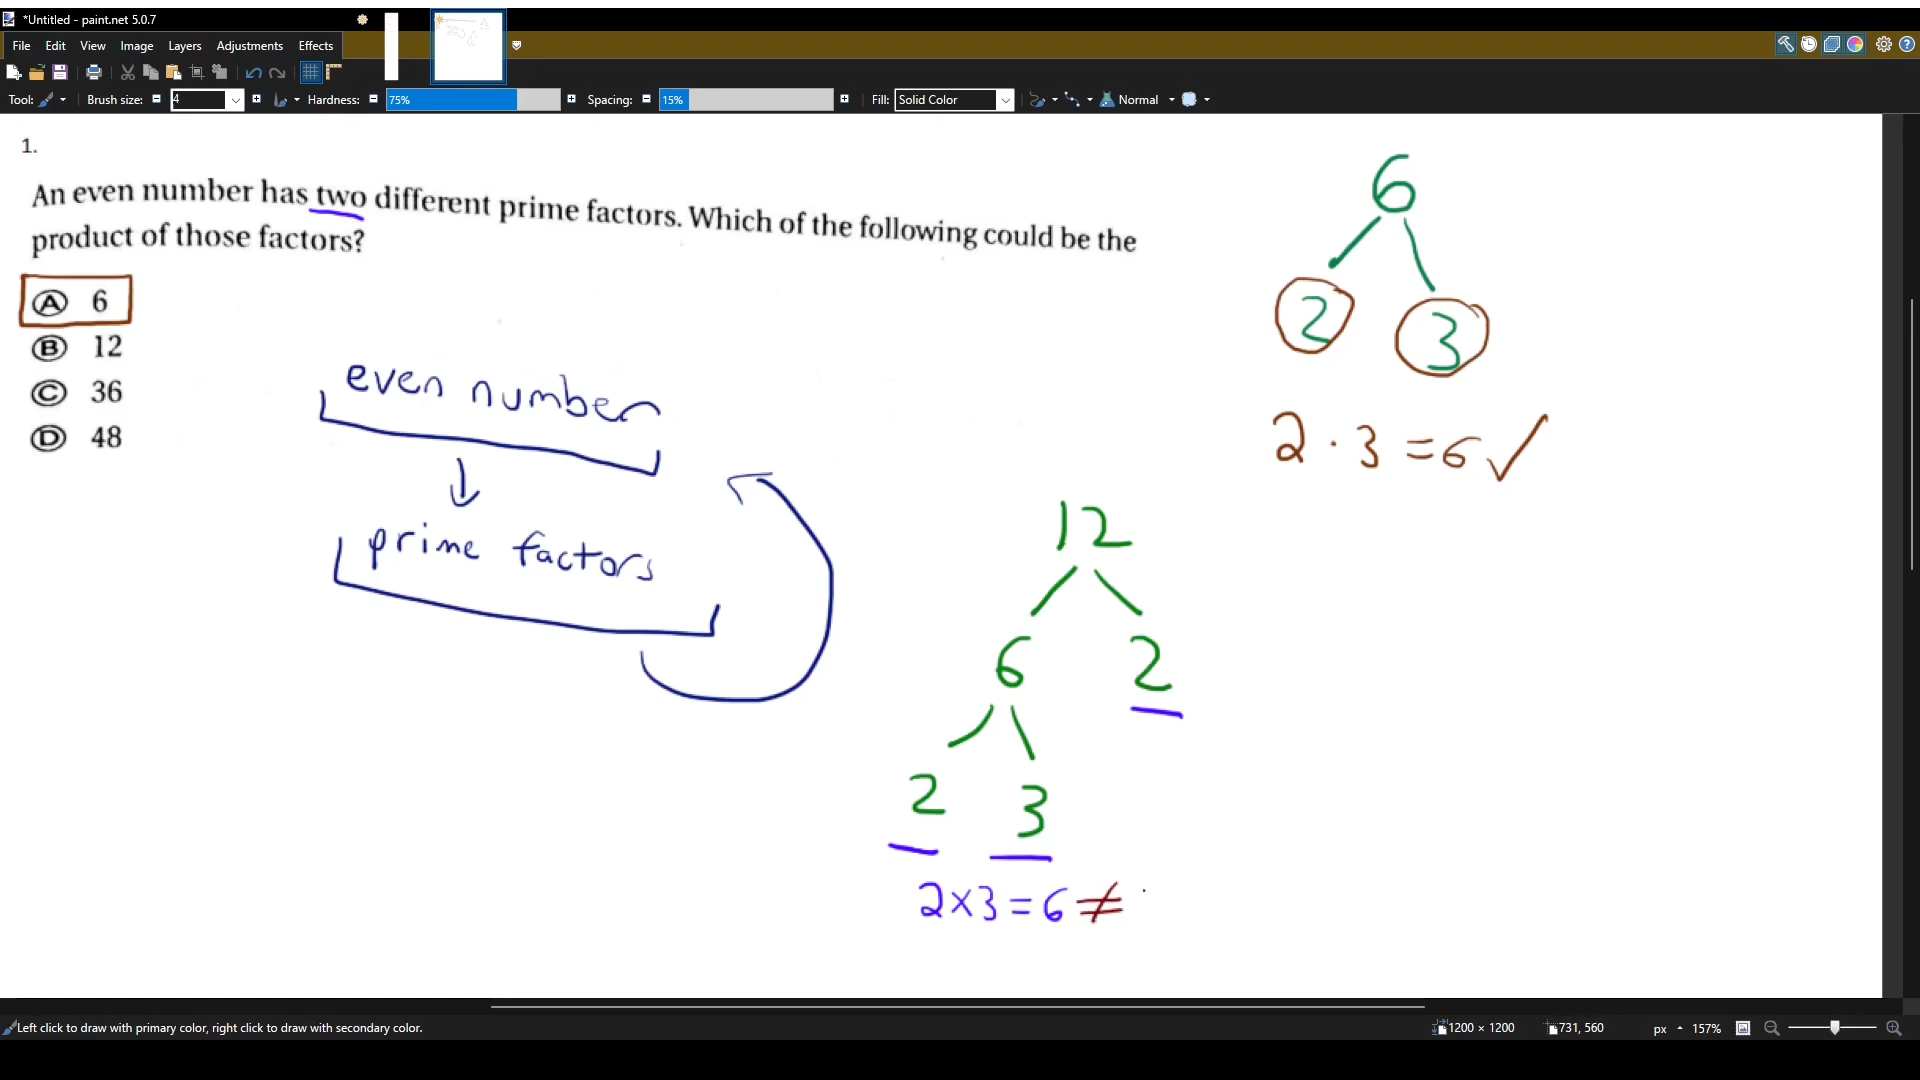 *Untitled - paint.net 5.0.7
File Edit View Image Layers Adjustments Effects
Tool: Brush size: 4 Hardness: 75% Spacing: 15% Fill: Solid Color Normal
1.
An even number has two different prime factors. Which of the following could be the
product of those factors?
A 6
B 12
C 36
D 48
even number
prime factors
6
2 3
2 · 3 = 6 ✓
12
6 2
2 3
2 × 3 = 6 ≠
Left click to draw with primary color, right click to draw with secondary color.
1200 × 1200 731, 560 px 157%